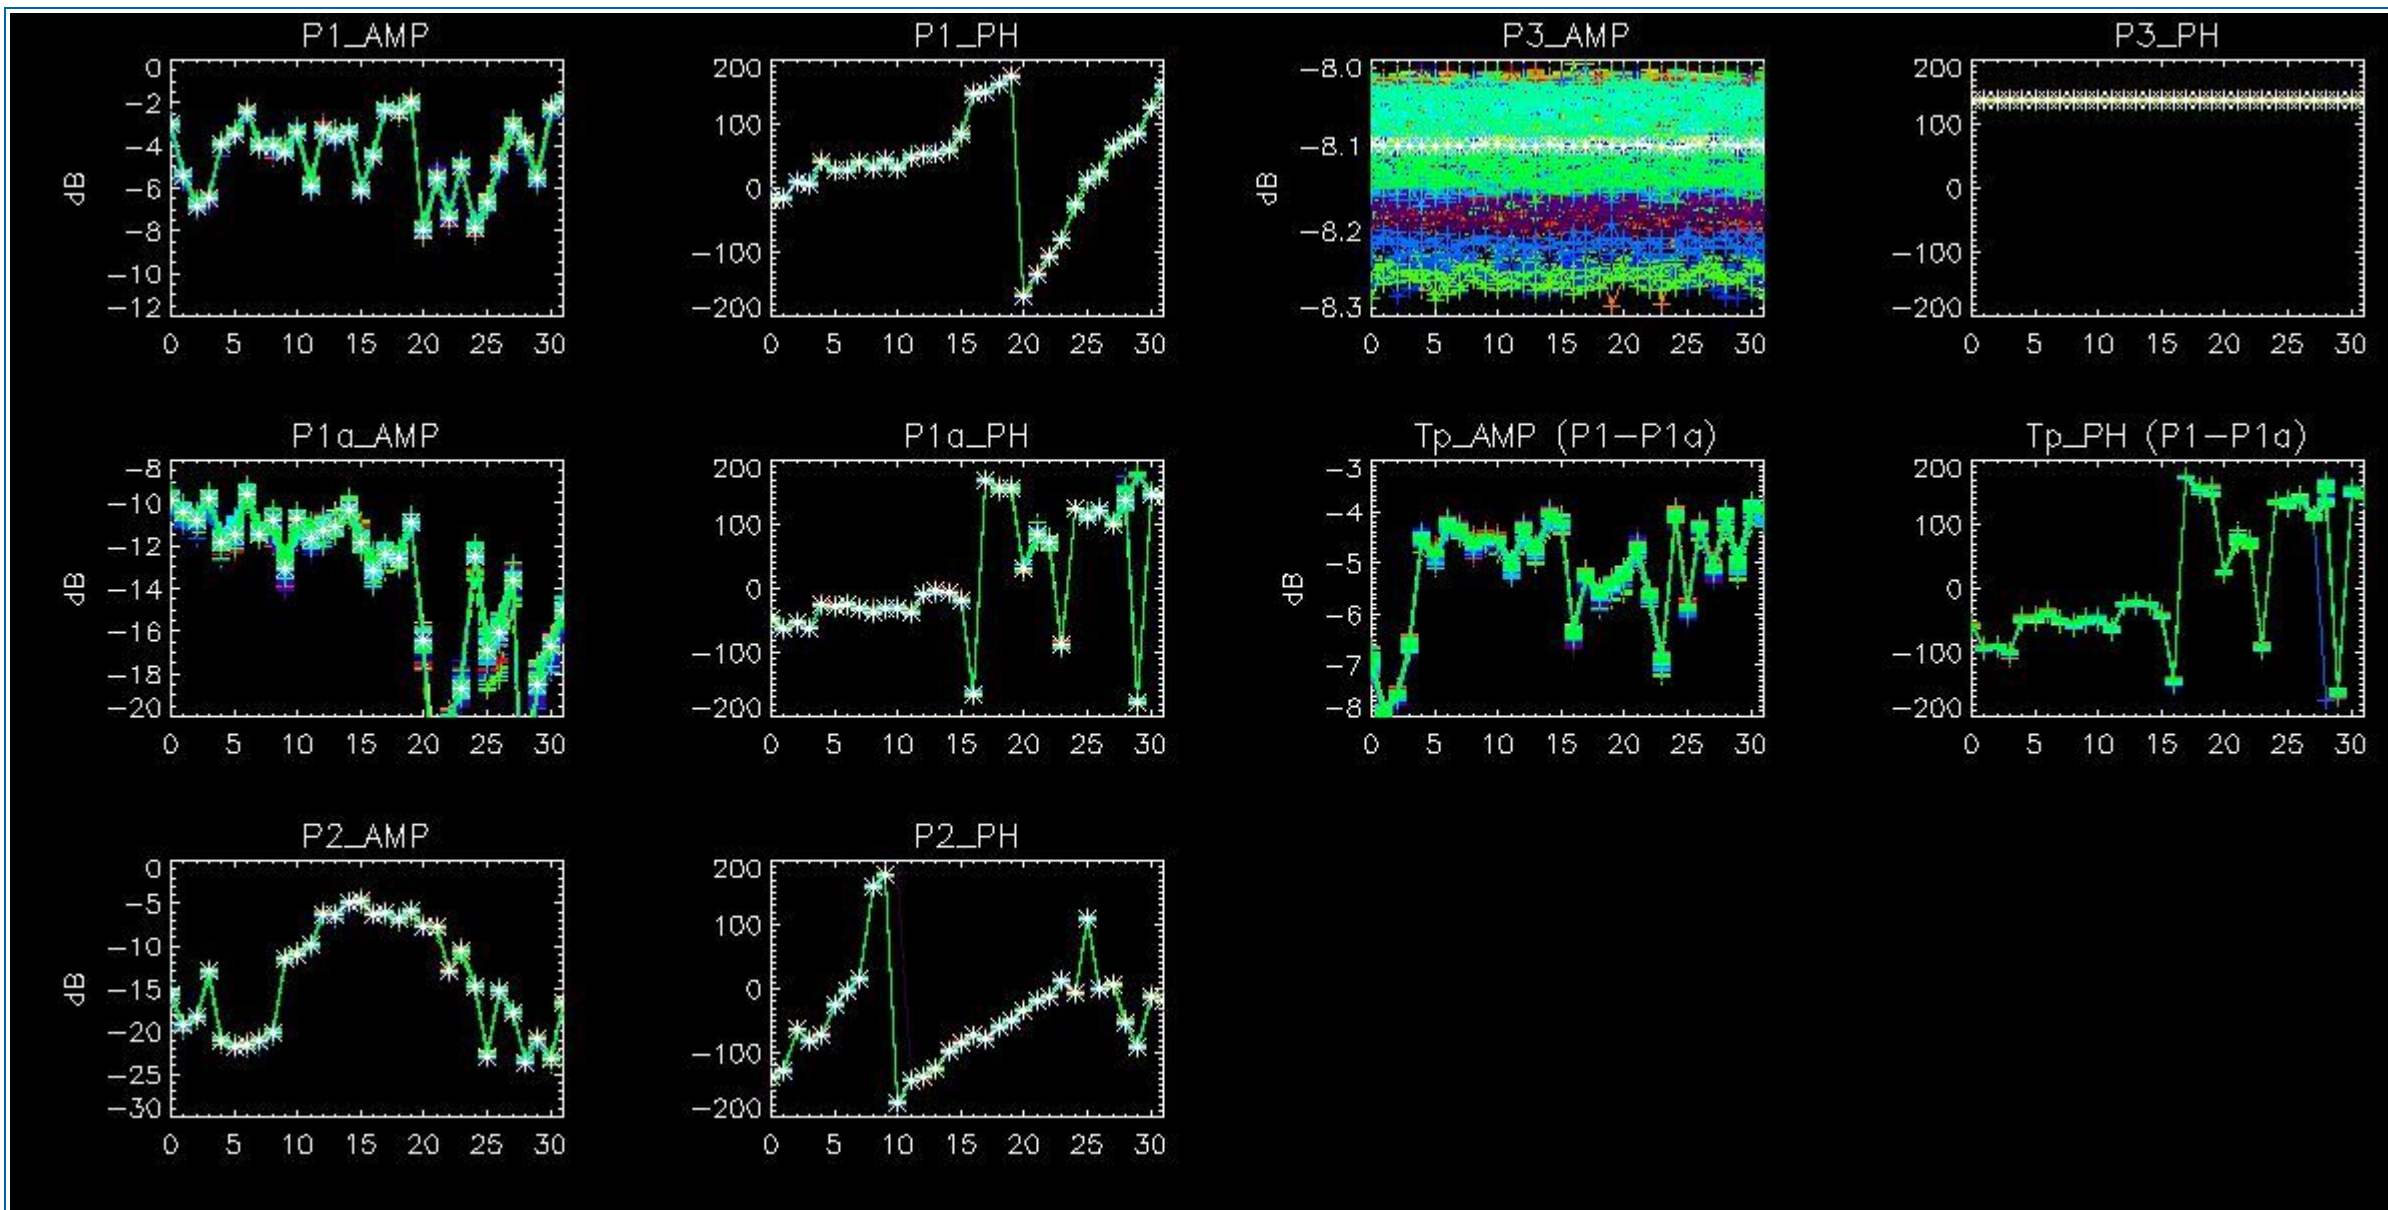 P1_AMP
P1_PH
P3_AMP
P3_PH
0
−2
−4
−6
−8
−10
−12
dB
0 5 10 15 20 25 30
200
100
0
−100
−200
0 5 10 15 20 25 30
−8.0
−8.1
−8.2
−8.3
dB
0 5 10 15 20 25 30
200
100
0
−100
−200
0 5 10 15 20 25 30
P1a_AMP
P1a_PH
Tp_AMP (P1−P1a)
Tp_PH (P1−P1a)
−8
−10
−12
−14
−16
−18
−20
dB
0 5 10 15 20 25 30
200
100
0
−100
−200
0 5 10 15 20 25 30
−3
−4
−5
−6
−7
−8
dB
0 5 10 15 20 25 30
200
100
0
−100
−200
0 5 10 15 20 25 30
P2_AMP
P2_PH
0
−5
−10
−15
−20
−25
−30
dB
0 5 10 15 20 25 30
200
100
0
−100
−200
0 5 10 15 20 25 30